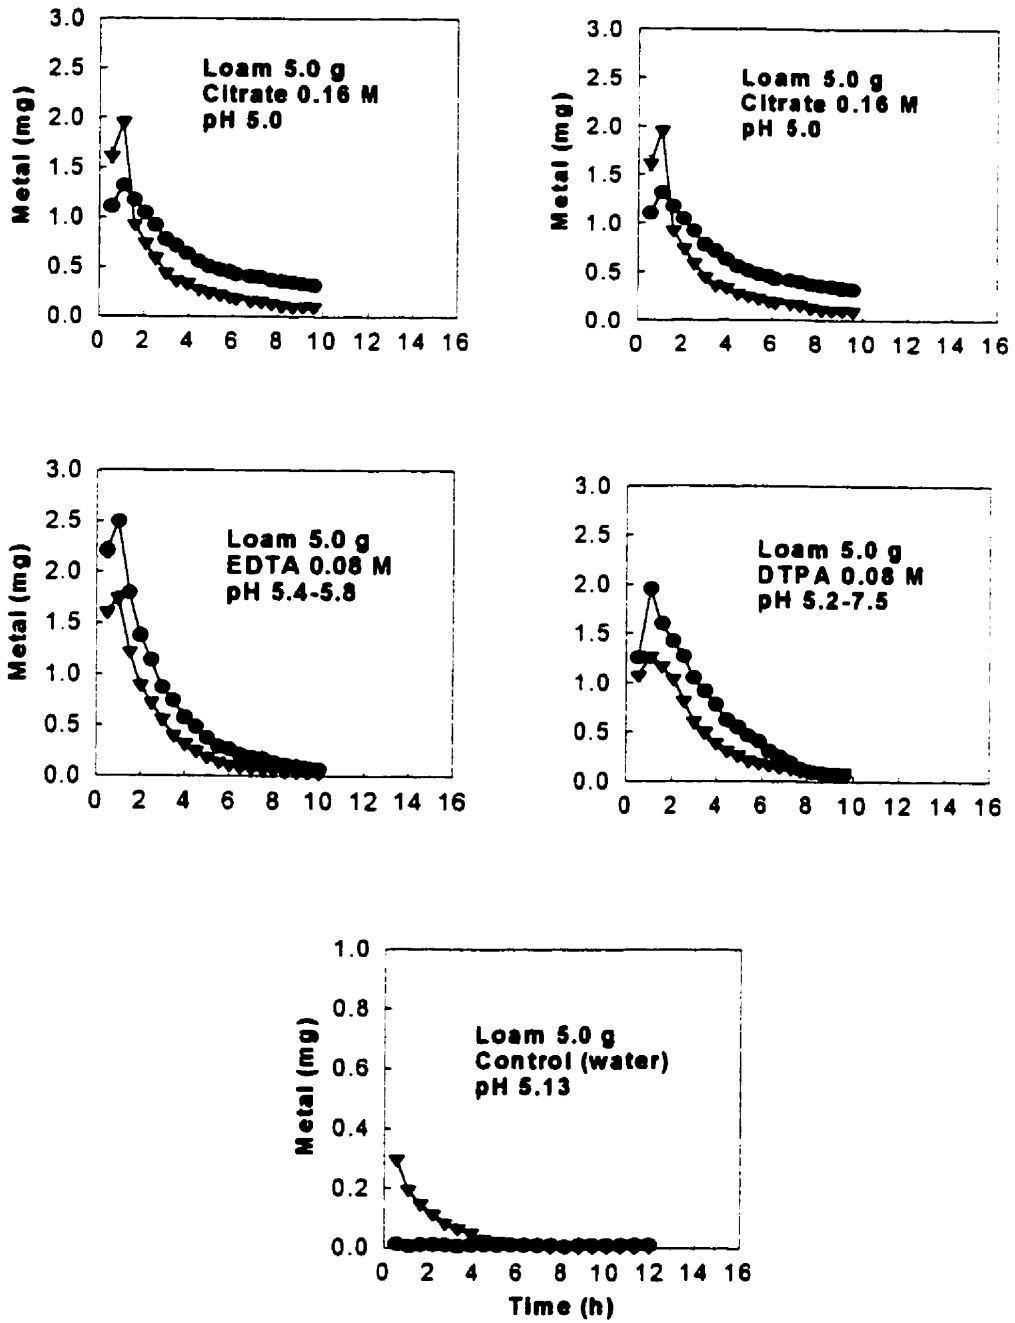 3.0
2.5
2.0
1.5
1.0
0.5
0.0
Metal (mg)
Loam 5.0 g
Citrate 0.16 M
pH 5.0
0 2 4 6 8 10 12 14 16
3.0
2.5
2.0
1.5
1.0
0.5
0.0
Metal (mg)
Loam 5.0 g
Citrate 0.16 M
pH 5.0
0 2 4 6 8 10 12 14 16
3.0
2.5
2.0
1.5
1.0
0.5
0.0
Metal (mg)
Loam 5.0 g
EDTA 0.08 M
pH 5.4-5.8
0 2 4 6 8 10 12 14 16
3.0
2.5
2.0
1.5
1.0
0.5
0.0
Loam 5.0 g
DTPA 0.08 M
pH 5.2-7.5
0 2 4 6 8 10 12 14 16
1.0
0.8
0.6
0.4
0.2
0.0
Metal (mg)
Loam 5.0 g
Control (water)
pH 5.13
0 2 4 6 8 10 12 14 16
Time (h)